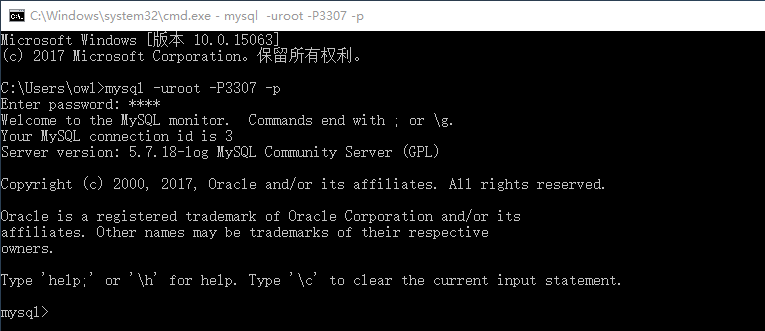 C:\Windows\system32\cmd.exe - mysql  -uroot -P3307 -p
Microsoft Windows [版本 10.0.15063]
(c) 2017 Microsoft Corporation。保留所有权利。
C:\Users\owl>mysql -uroot -P3307 -p
Enter password: ****
Welcome to the MySQL monitor.  Commands end with ; or \g.
Your MySQL connection id is 3
Server version: 5.7.18-log MySQL Community Server (GPL)
Copyright (c) 2000, 2017, Oracle and/or its affiliates. All rights reserved.
Oracle is a registered trademark of Oracle Corporation and/or its
affiliates. Other names may be trademarks of their respective
owners.
Type 'help;' or '\h' for help. Type '\c' to clear the current input statement.
mysql>